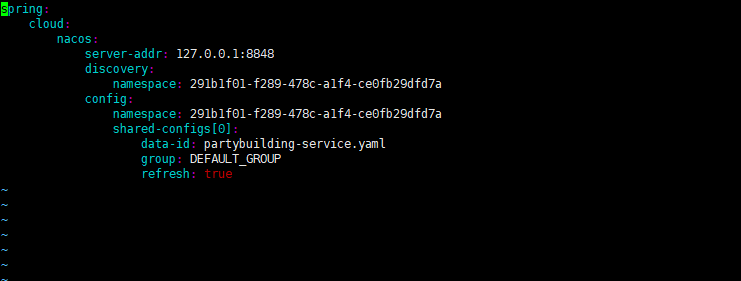 spring:
    cloud:
        nacos:
            server-addr: 127.0.0.1:8848
            discovery:
                namespace: 291b1f01-f289-478c-a1f4-ce0fb29dfd7a
            config:
                namespace: 291b1f01-f289-478c-a1f4-ce0fb29dfd7a
                shared-configs[0]:
                    data-id: partybuilding-service.yaml
                    group: DEFAULT_GROUP
                    refresh: true
~
~
~
~
~
~
~